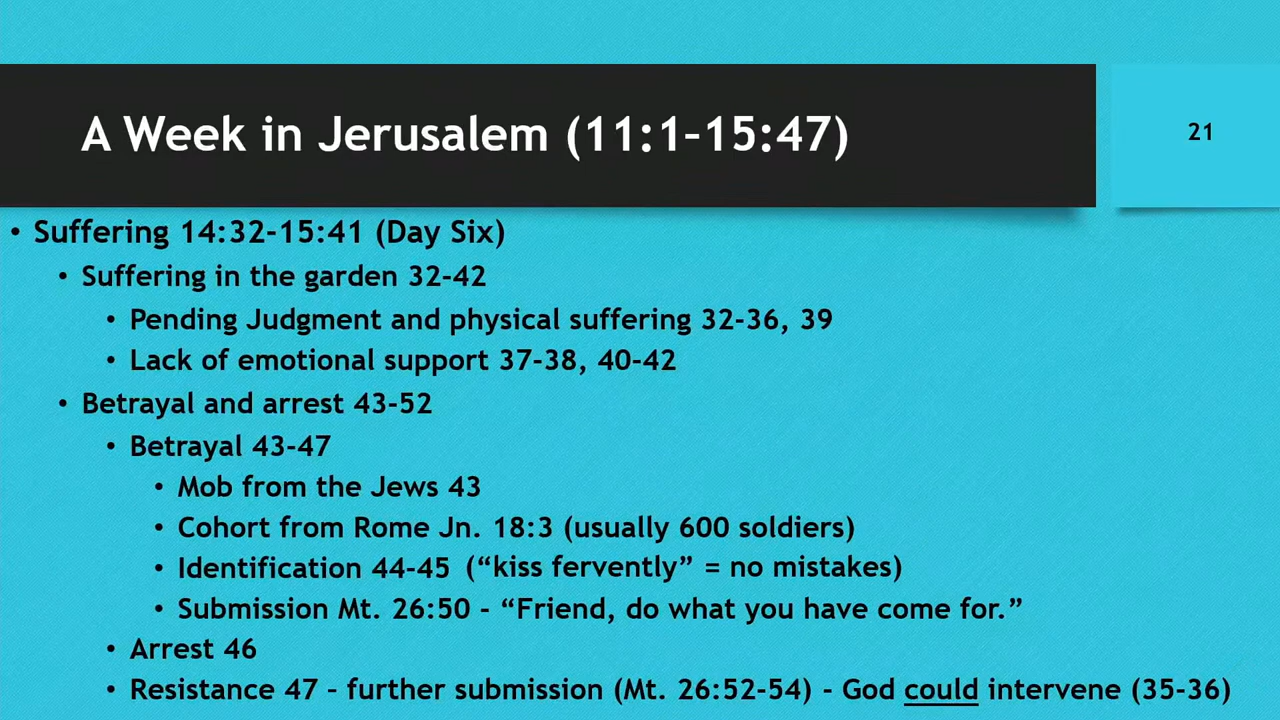 A Week in Jerusalem (11:1–15:47)
21
• Suffering 14:32-15:41 (Day Six)
• Suffering in the garden 32-42
• Pending Judgment and physical suffering 32-36, 39
• Lack of emotional support 37-38, 40-42
• Betrayal and arrest 43-52
• Betrayal 43-47
• Mob from the Jews 43
• Cohort from Rome Jn. 18:3 (usually 600 soldiers)
• Identification 44-45 (“kiss fervently” = no mistakes)
• Submission Mt. 26:50 - “Friend, do what you have come for.”
• Arrest 46
• Resistance 47 – further submission (Mt. 26:52-54) - God could intervene (35-36)